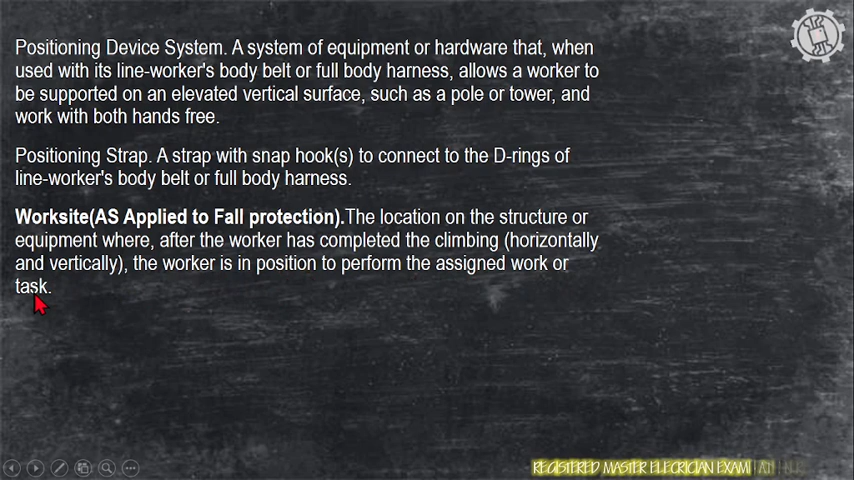 Positioning Device System. A system of equipment or hardware that, when
used with its line-worker's body belt or full body harness, allows a worker to
be supported on an elevated vertical surface, such as a pole or tower, and
work with both hands free.
Positioning Strap. A strap with snap hook(s) to connect to the D-rings of
line-worker's body belt or full body harness.
Worksite(AS Applied to Fall protection).The location on the structure or
equipment where, after the worker has completed the climbing (horizontally
and vertically), the worker is in position to perform the assigned work or
task.
REGISTERED MASTER ELECRICIAN EXAMI